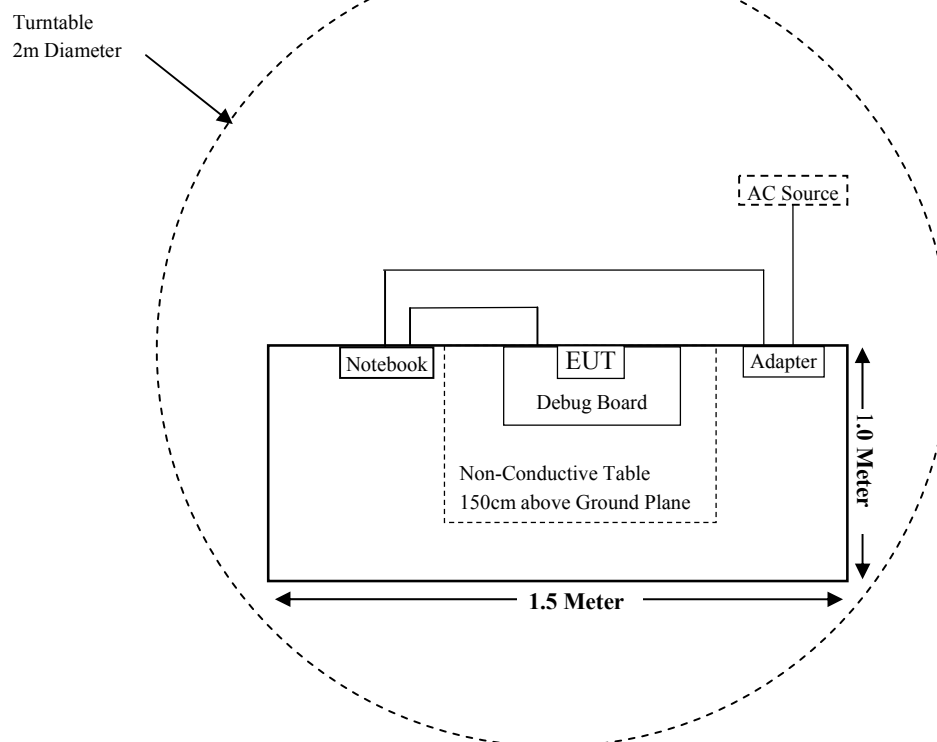 Turntable
2m Diameter
AC Source
Notebook
EUT
Adapter
Debug Board
1.0 Meter
Non-Conductive Table
150cm above Ground Plane
1.5 Meter